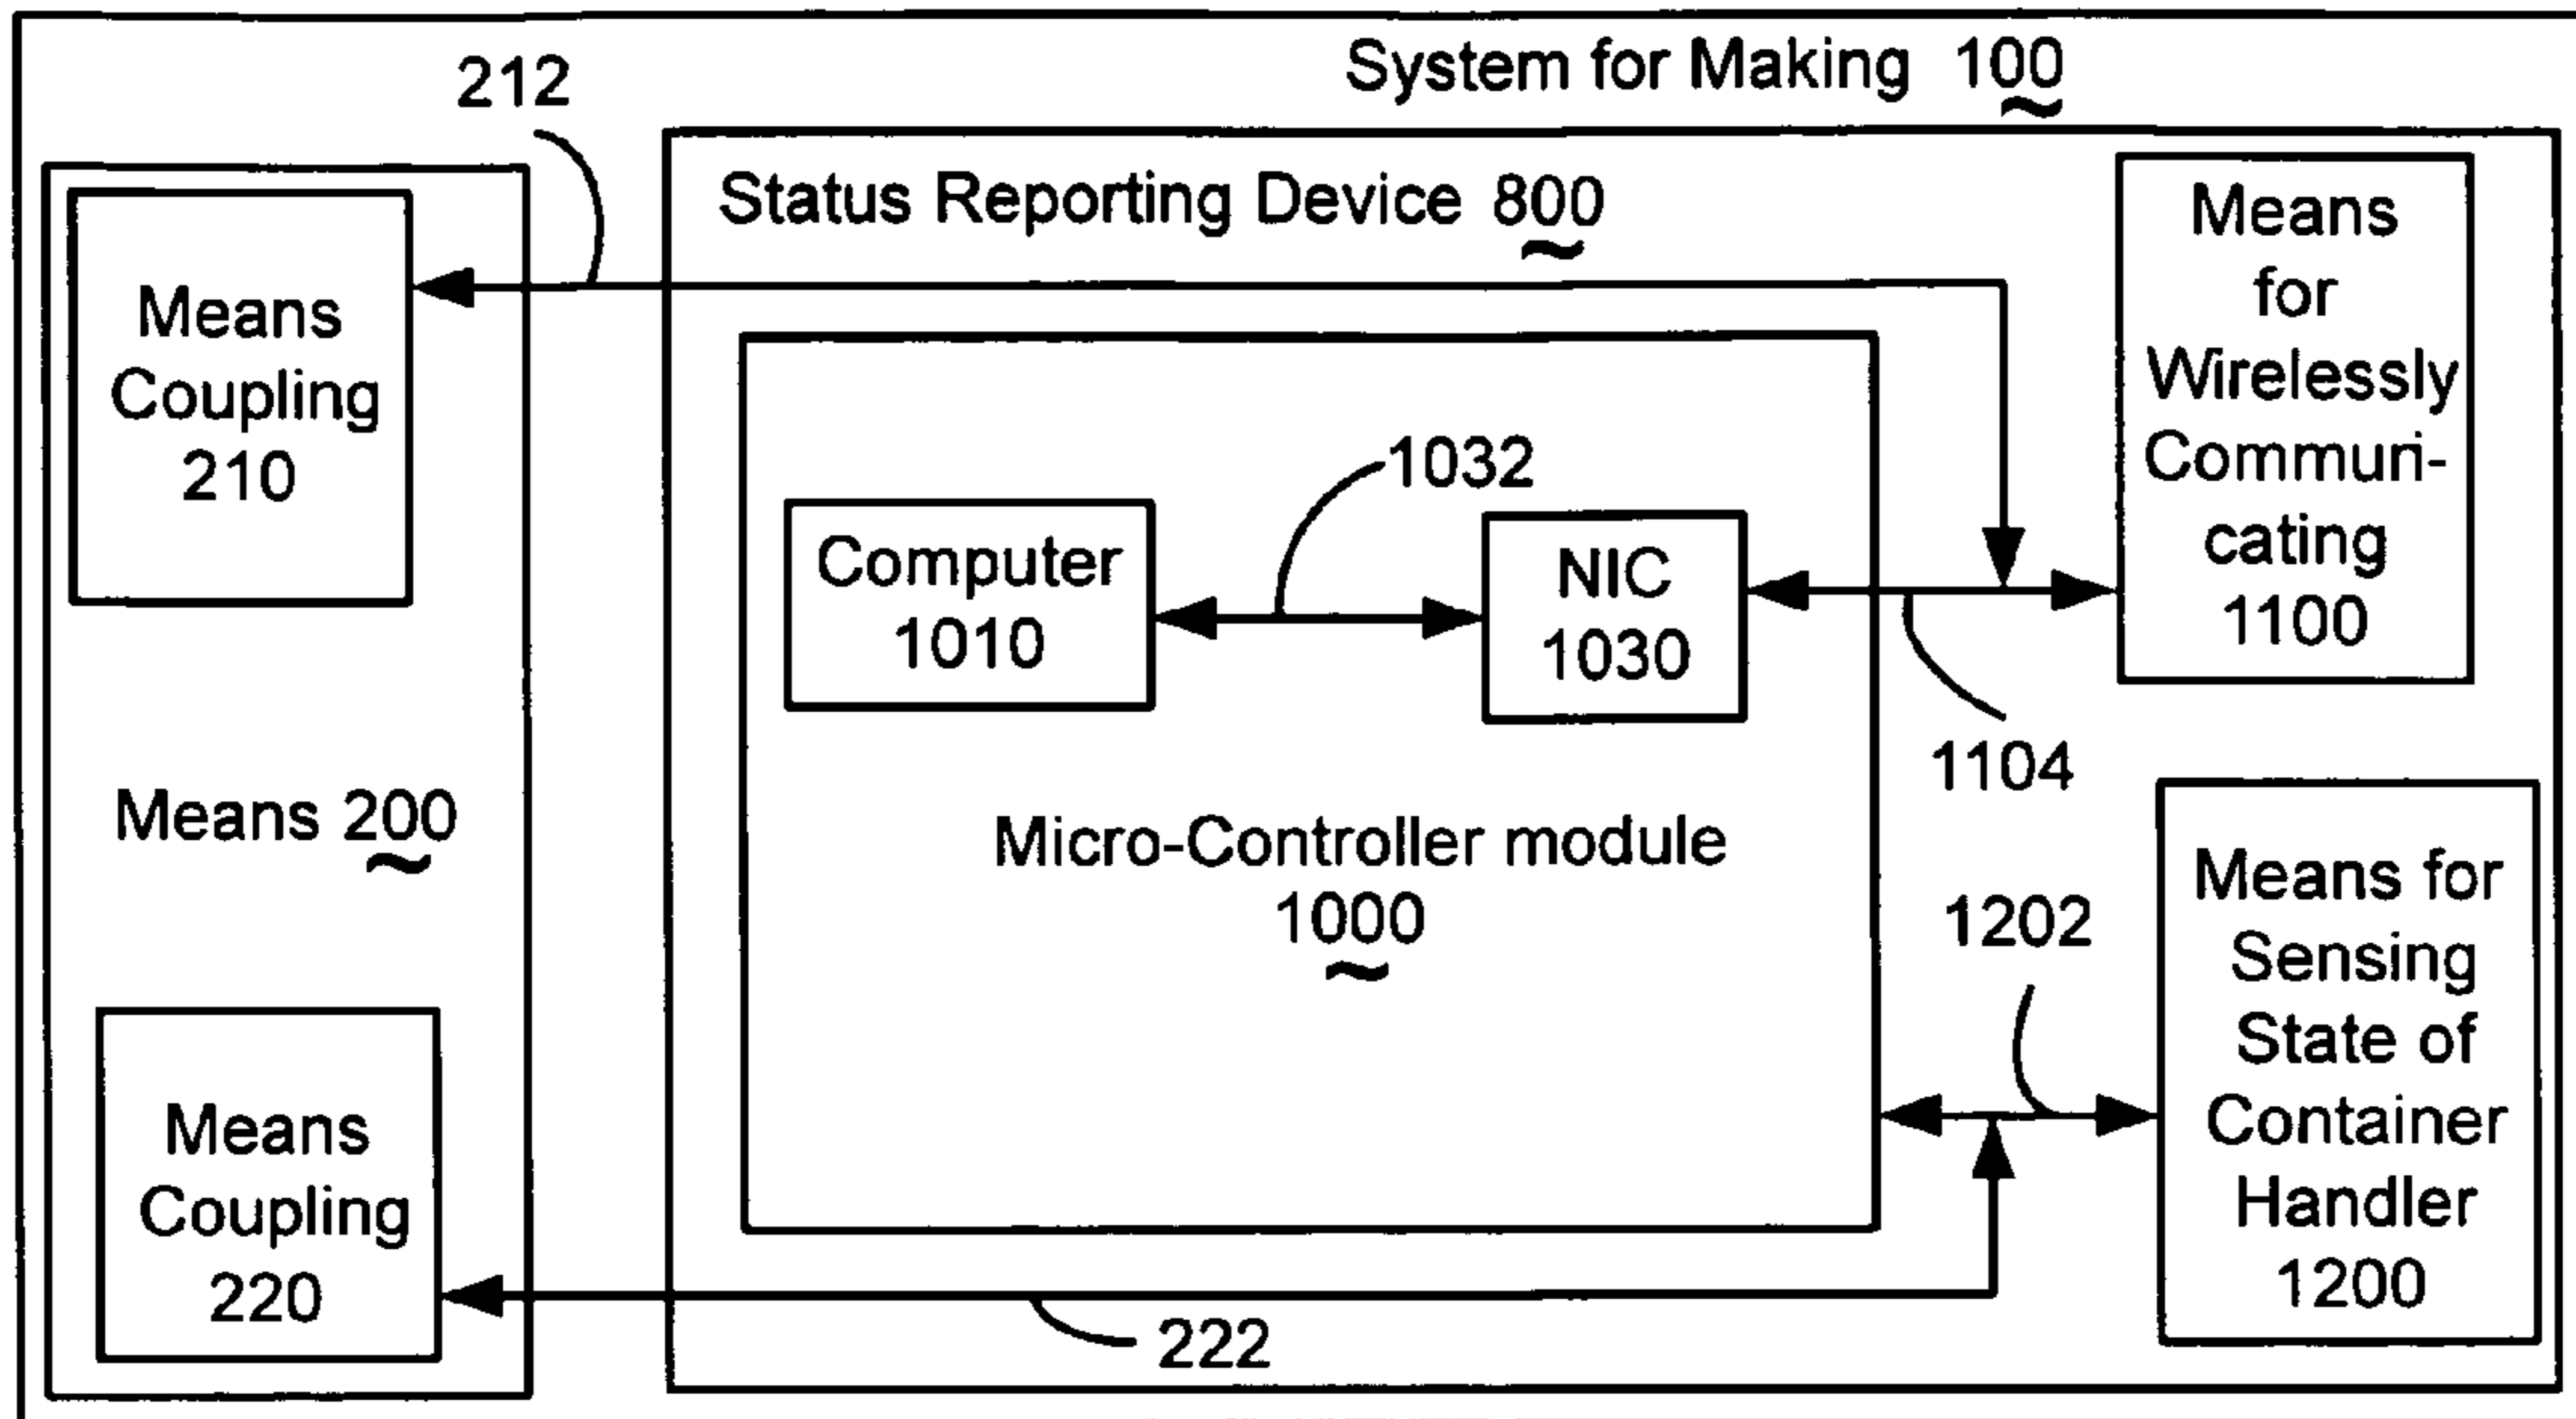 System for Making 100
212
Status Reporting Device 800
Means
Coupling
210
Means 200
Means
Coupling
220
Computer
1010
1032
NIC
1030
Micro-Controller module
1000
Means
for
Wirelessly
Communi-
cating
1100
1104
1202
Means for
Sensing
State of
Container
Handler
1200
222